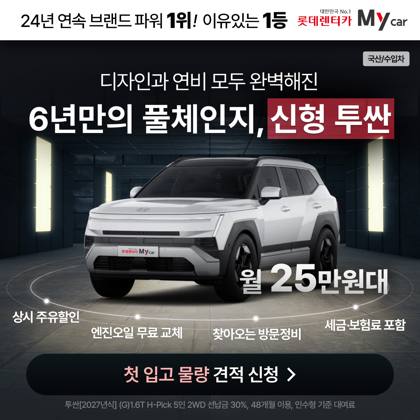 24년 연속 브랜드 파워 1위! 이유있는 1등
대한민국 No.1
롯데렌터카 My car
국산/수입차
디자인과 연비 모두 완벽해진
6년만의 풀체인지, 신형 투싼
롯데렌터카 My car
월 25만원대
상시 주유할인
엔진오일 무료 교체
찾아오는 방문정비
세금·보험료 포함
첫 입고 물량 견적 신청 >
투싼[2027년식] (G)1.6T H-Pick 5인 2WD 선납금 30%, 48개월 이용, 인수형 기준 대여료